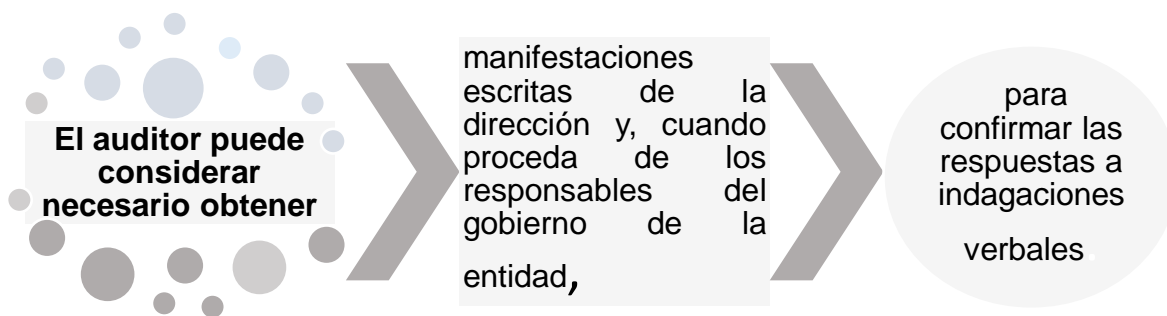 El auditor puede
considerar
necesario obtener
manifestaciones
escritas de la
dirección y, cuando
proceda de los
responsables del
gobierno de la
entidad,
para
confirmar las
respuestas a
indagaciones
verbales.